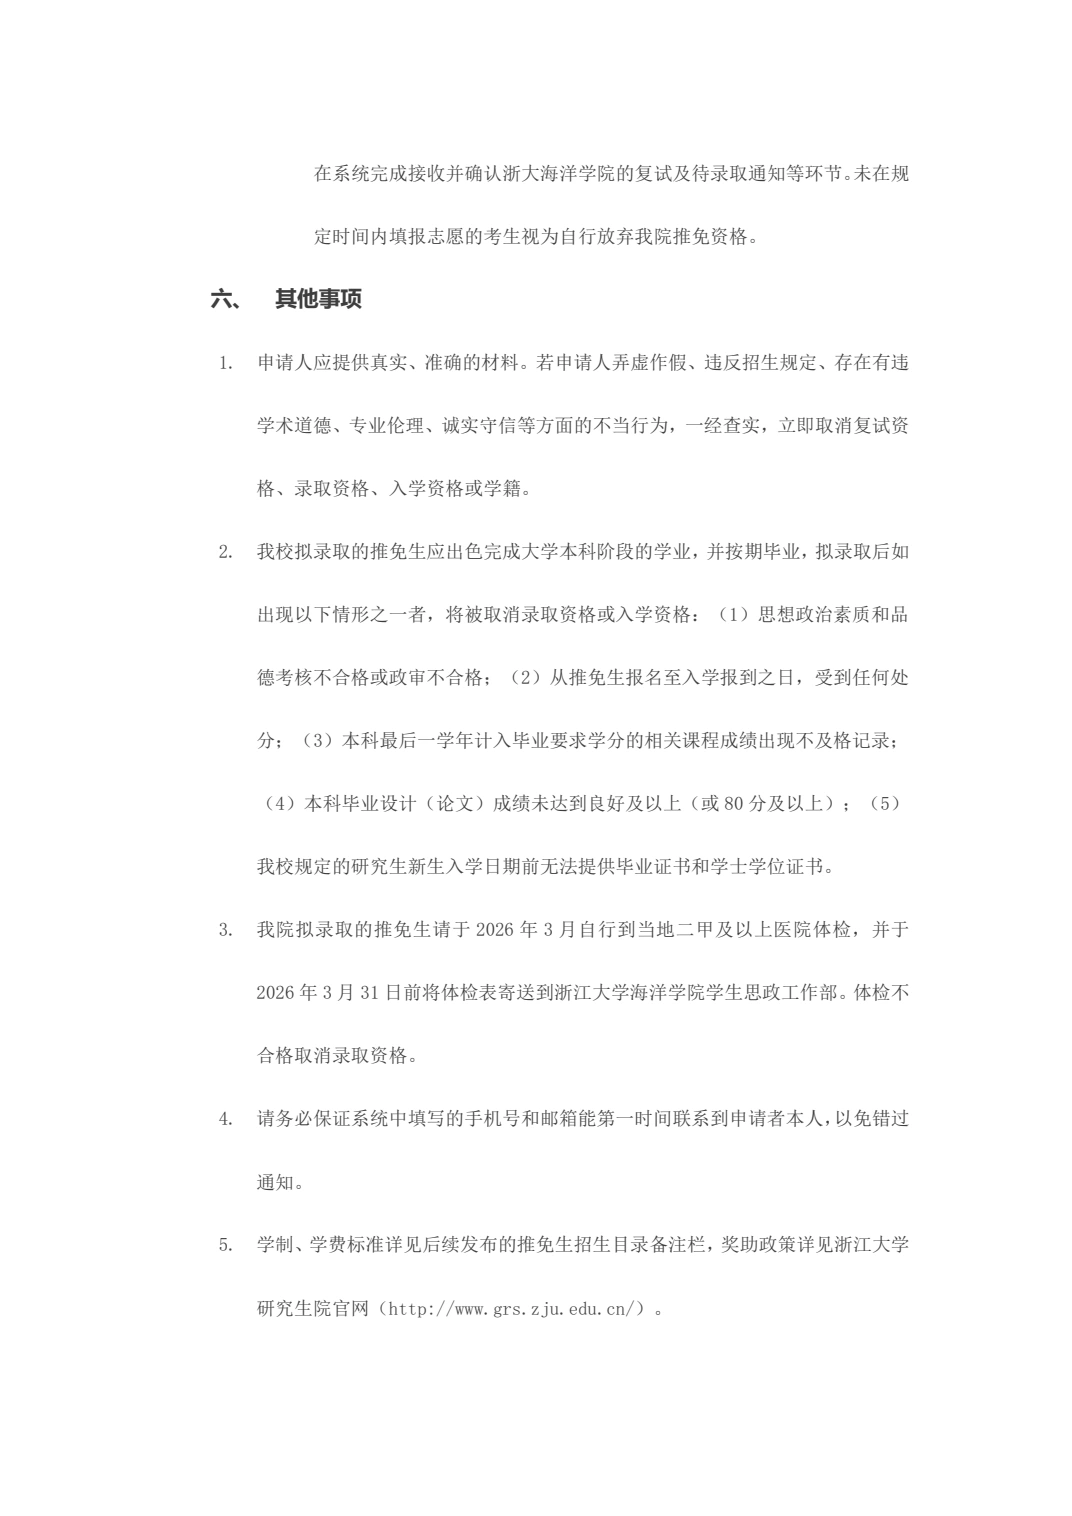 在系统完成接收并确认浙大海洋学院的复试及待录取通知等环节。未在规
定时间内填报志愿的考生视为自行放弃我院推免资格。
六、 其他事项
1. 申请人应提供真实、准确的材料。若申请人弄虚作假、违反招生规定、存在有违
学术道德、专业伦理、诚实守信等方面的不当行为，一经查实，立即取消复试资
格、录取资格、入学资格或学籍。
2. 我校拟录取的推免生应出色完成大学本科阶段的学业，并按期毕业，拟录取后如
出现以下情形之一者，将被取消录取资格或入学资格：（1）思想政治素质和品
德考核不合格或政审不合格；（2）从推免生报名至入学报到之日，受到任何处
分；（3）本科最后一学年计入毕业要求学分的相关课程成绩出现不及格记录；
（4）本科毕业设计（论文）成绩未达到良好及以上（或 80 分及以上）；（5）
我校规定的研究生新生入学日期前无法提供毕业证书和学士学位证书。
3. 我院拟录取的推免生请于 2026 年 3 月自行到当地二甲及以上医院体检，并于
2026 年 3 月 31 日前将体检表寄送到浙江大学海洋学院学生思政工作部。体检不
合格取消录取资格。
4. 请务必保证系统中填写的手机号和邮箱能第一时间联系到申请者本人，以免错过
通知。
5. 学制、学费标准详见后续发布的推免生招生目录备注栏，奖助政策详见浙江大学
研究生院官网（http://www.grs.zju.edu.cn/）。